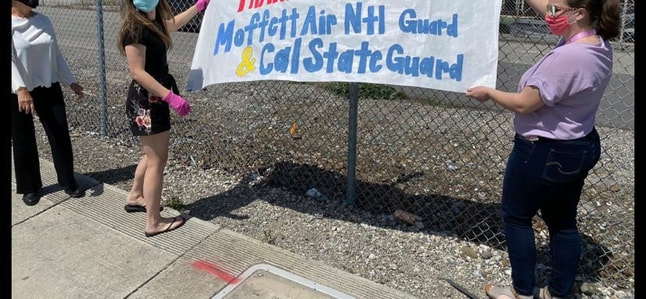 Moffett Air Ntl Guard
& Cal State Guard